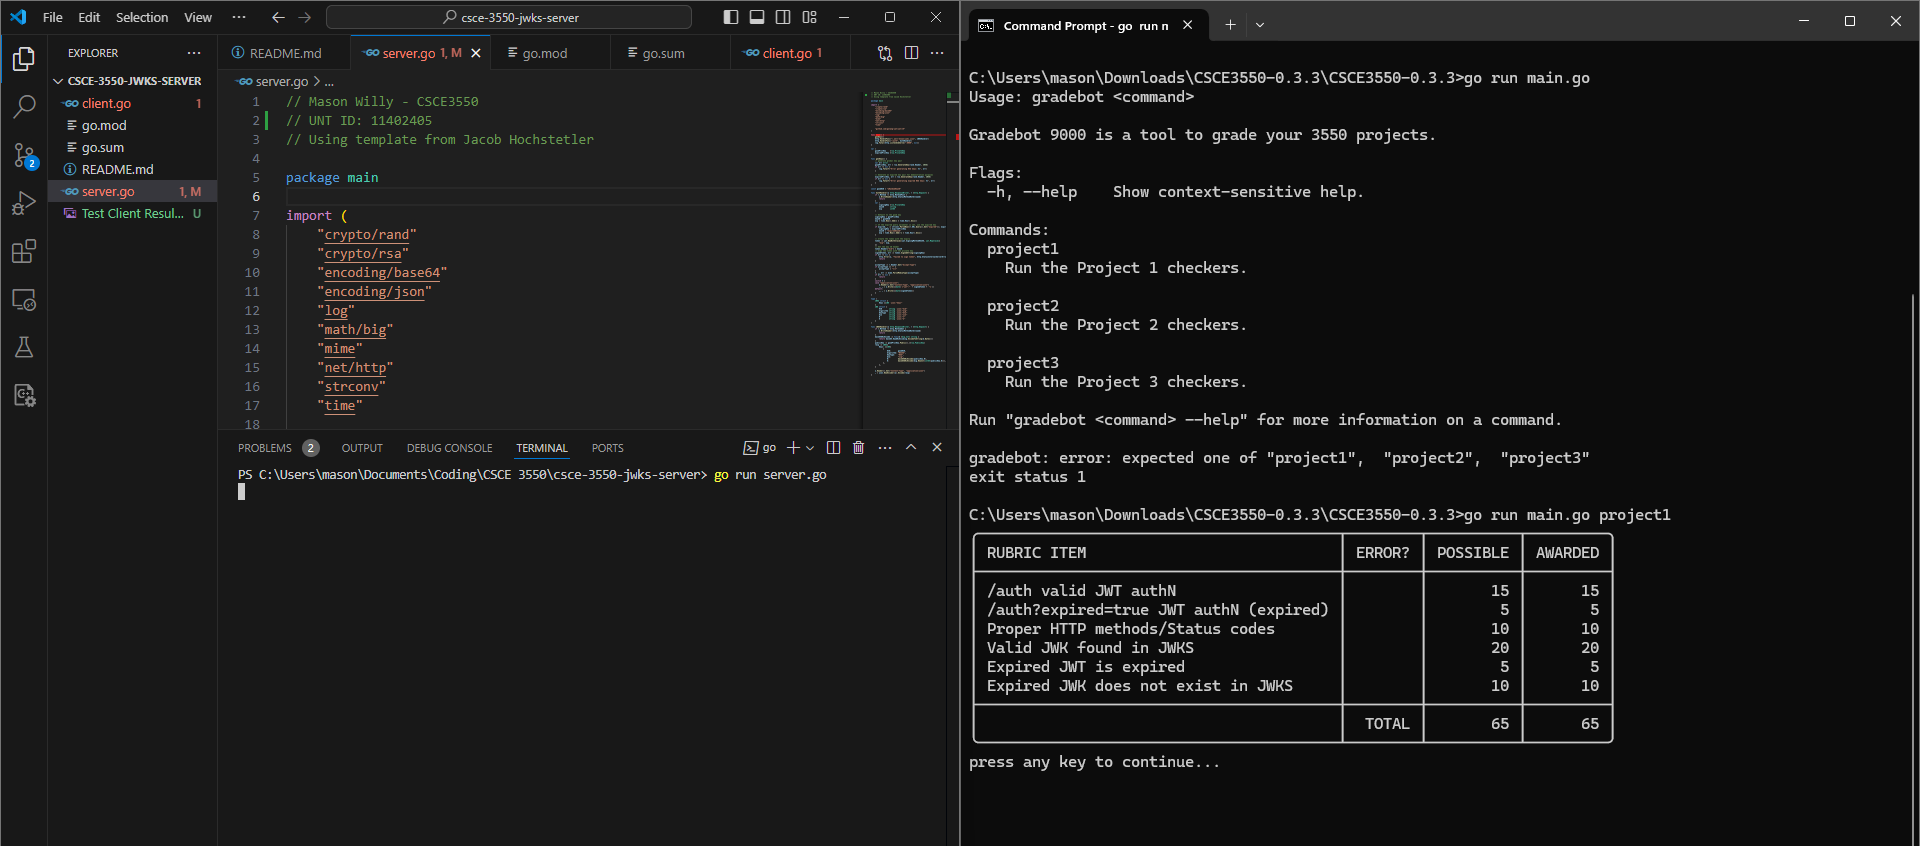 File Edit Selection View ··· csce-3550-jwks-server
EXPLORER ···
CSCE-3550-JWKS-SERVER
client.go 1
go.mod
go.sum
README.md
server.go 1, M
Test Client Resul... U
2
README.md server.go 1, M go.mod go.sum client.go 1 ···
server.go > ...
1 // Mason Willy - CSCE3550
2 // UNT ID: 11402405
3 // Using template from Jacob Hochstetler
4
5 package main
6
7 import (
8 "crypto/rand"
9 "crypto/rsa"
10 "encoding/base64"
11 "encoding/json"
12 "log"
13 "math/big"
14 "mime"
15 "net/http"
16 "strconv"
17 "time"
18
PROBLEMS 2 OUTPUT DEBUG CONSOLE TERMINAL PORTS go ···
PS C:\Users\mason\Documents\Coding\CSCE 3550\csce-3550-jwks-server> go run server.go
Command Prompt - go run n
C:\Users\mason\Downloads\CSCE3550-0.3.3\CSCE3550-0.3.3>go run main.go
Usage: gradebot <command>
Gradebot 9000 is a tool to grade your 3550 projects.
Flags:
-h, --help Show context-sensitive help.
Commands:
project1
Run the Project 1 checkers.
project2
Run the Project 2 checkers.
project3
Run the Project 3 checkers.
Run "gradebot <command> --help" for more information on a command.
gradebot: error: expected one of "project1", "project2", "project3"
exit status 1
C:\Users\mason\Downloads\CSCE3550-0.3.3\CSCE3550-0.3.3>go run main.go project1
RUBRIC ITEM ERROR? POSSIBLE AWARDED
/auth valid JWT authN 15 15
/auth?expired=true JWT authN (expired) 5 5
Proper HTTP methods/Status codes 10 10
Valid JWK found in JWKS 20 20
Expired JWT is expired 5 5
Expired JWK does not exist in JWKS 10 10
TOTAL 65 65
press any key to continue...